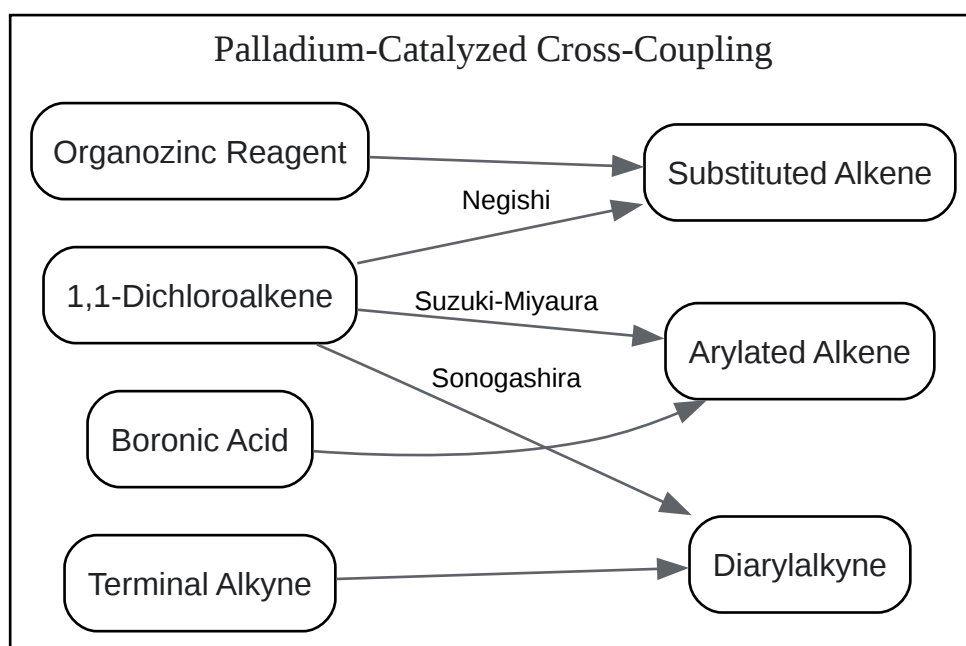 Palladium-Catalyzed Cross-Coupling
Organozinc Reagent
Substituted Alkene
Negishi
1,1-Dichloroalkene
Suzuki-Miyaura
Arylated Alkene
Sonogashira
Boronic Acid
Terminal Alkyne
Diarylalkyne